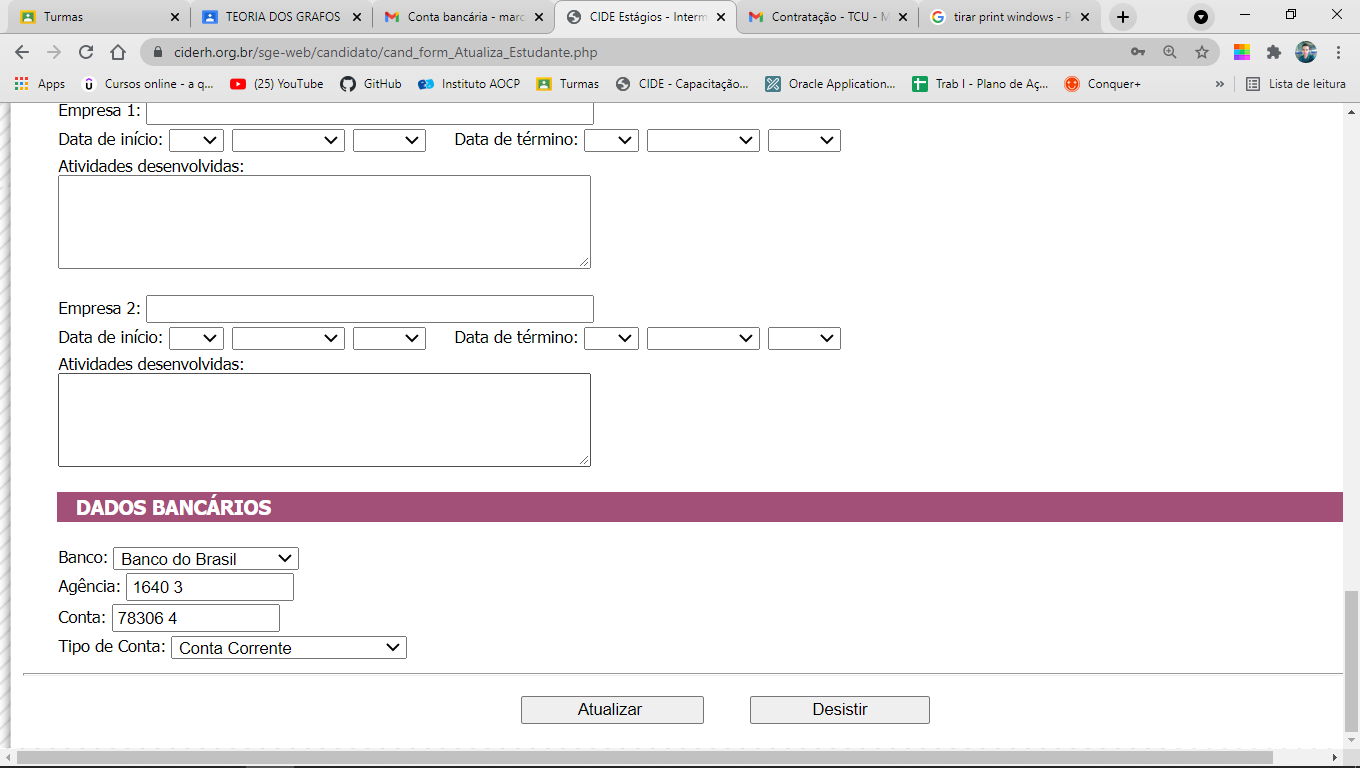 Turmas
TEORIA DOS GRAFOS
Conta bancária - marc
CIDE Estágios - Interm
Contratação - TCU - M
tirar print windows - P
ciderh.org.br/sge-web/candidato/cand_form_Atualiza_Estudante.php
Apps
Cursos online - a q...
(25) YouTube
GitHub
Instituto AOCP
Turmas
CIDE - Capacitação...
Oracle Application...
Trab I - Plano de Aç...
Conquer+
»
Lista de leitura
Empresa 1:
Data de início: Data de término:
Atividades desenvolvidas:
Empresa 2:
Data de início: Data de término:
Atividades desenvolvidas:
DADOS BANCÁRIOS
Banco: Banco do Brasil
Agência: 1640 3
Conta: 78306 4
Tipo de Conta: Conta Corrente
Atualizar Desistir